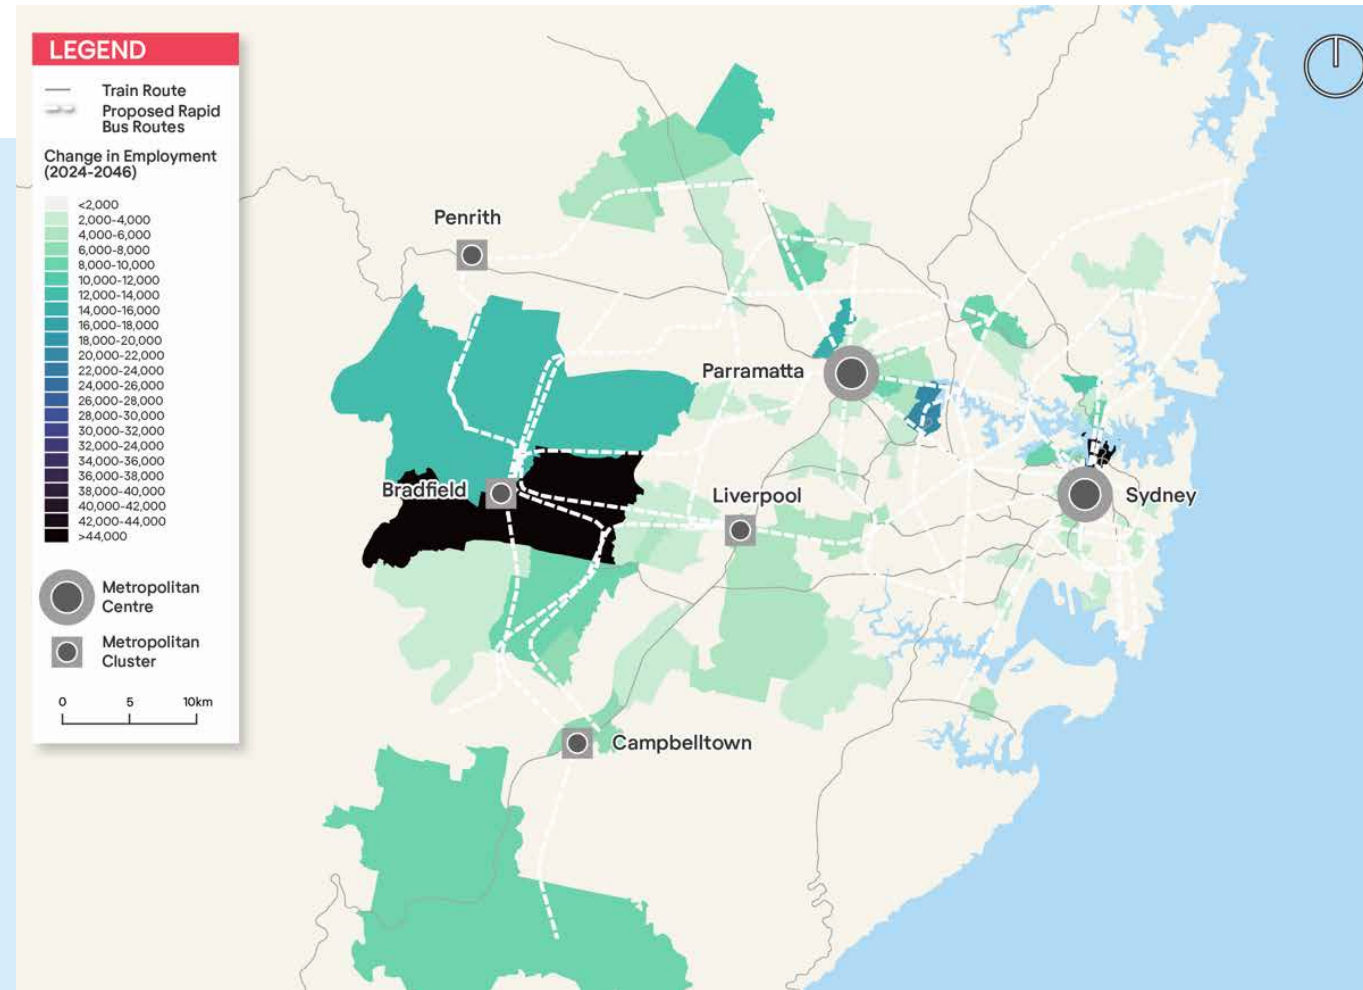 LEGEND
Train Route
Proposed Rapid
Bus Routes
Change in Employment
(2024-2046)
<2,000
2,000-4,000
4,000-6,000
6,000-8,000
8,000-10,000
10,000-12,000
12,000-14,000
14,000-16,000
16,000-18,000
18,000-20,000
20,000-22,000
22,000-24,000
24,000-26,000
26,000-28,000
28,000-30,000
30,000-32,000
32,000-24,000
34,000-36,000
36,000-38,000
38,000-40,000
40,000-42,000
42,000-44,000
>44,000
Metropolitan
Centre
Metropolitan
Cluster
0 5 10km
Penrith
Parramatta
Bradfield
Liverpool
Sydney
Campbelltown